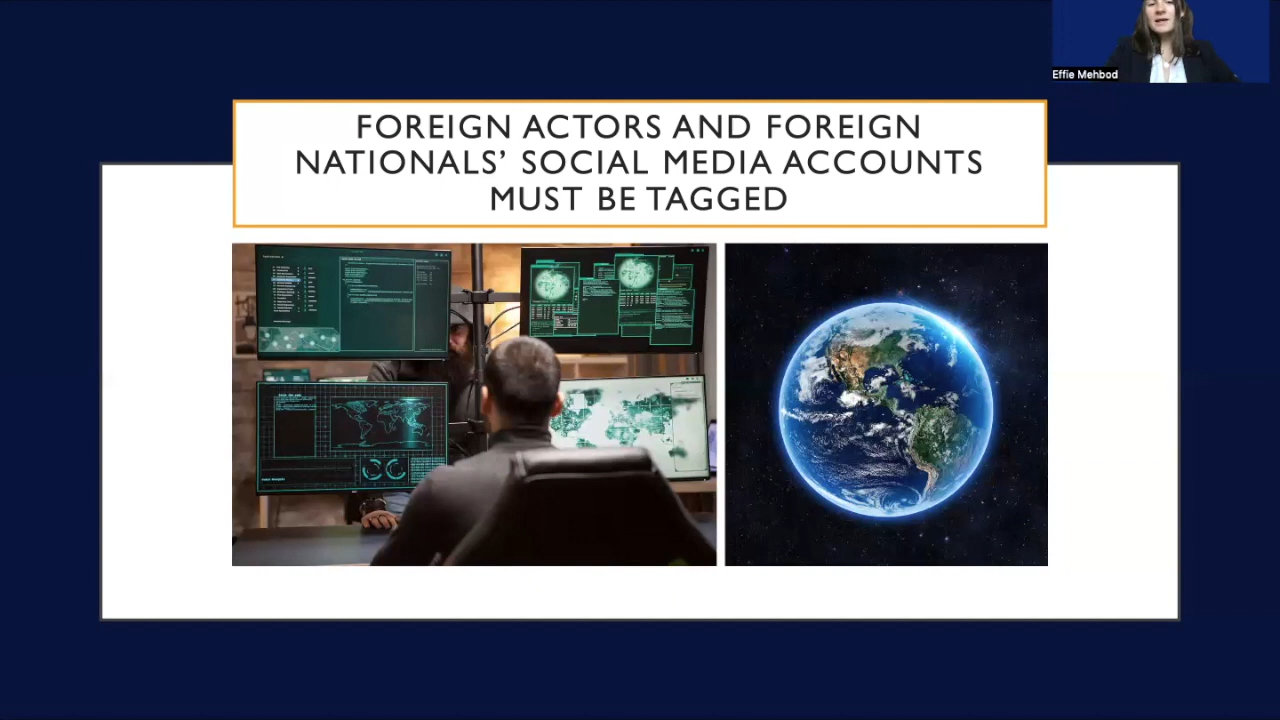 Effie Mehbod
FOREIGN ACTORS AND FOREIGN
NATIONALS’ SOCIAL MEDIA ACCOUNTS
MUST BE TAGGED